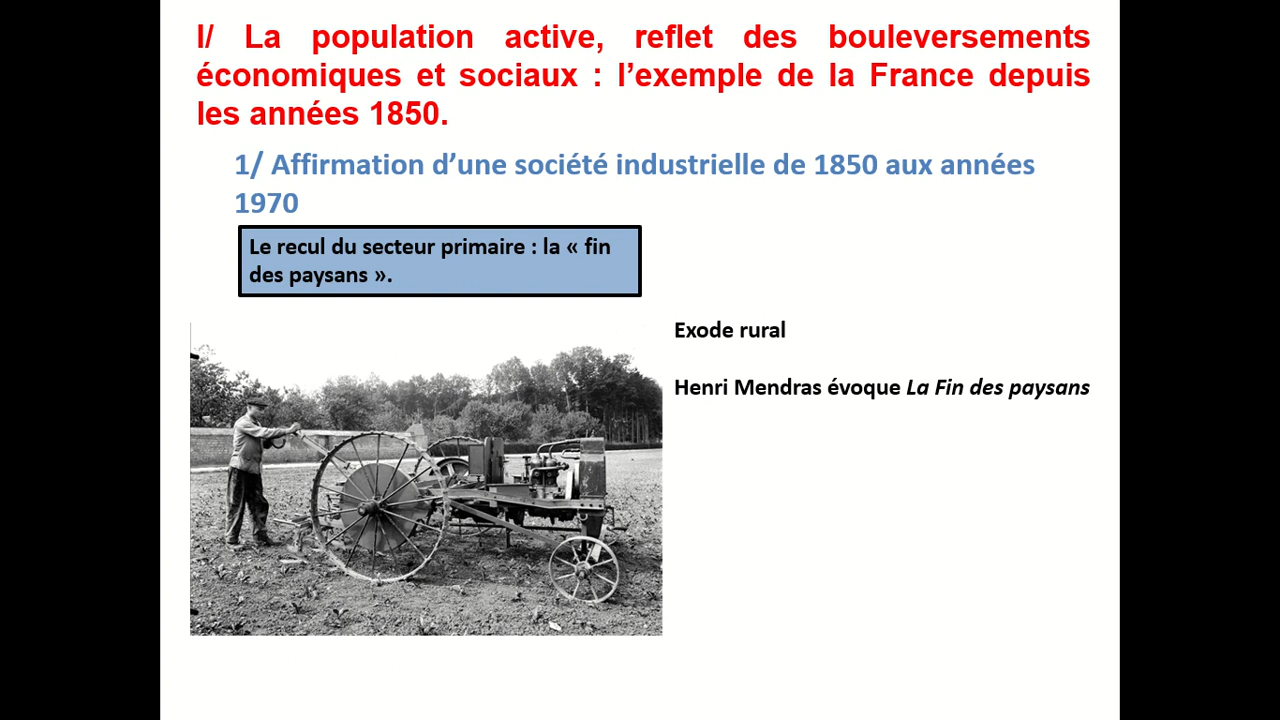 I/ La population active, reflet des bouleversements
économiques et sociaux : l’exemple de la France depuis
les années 1850.
1/ Affirmation d’une société industrielle de 1850 aux années
1970
Le recul du secteur primaire : la « fin
des paysans ».
Exode rural
Henri Mendras évoque La Fin des paysans